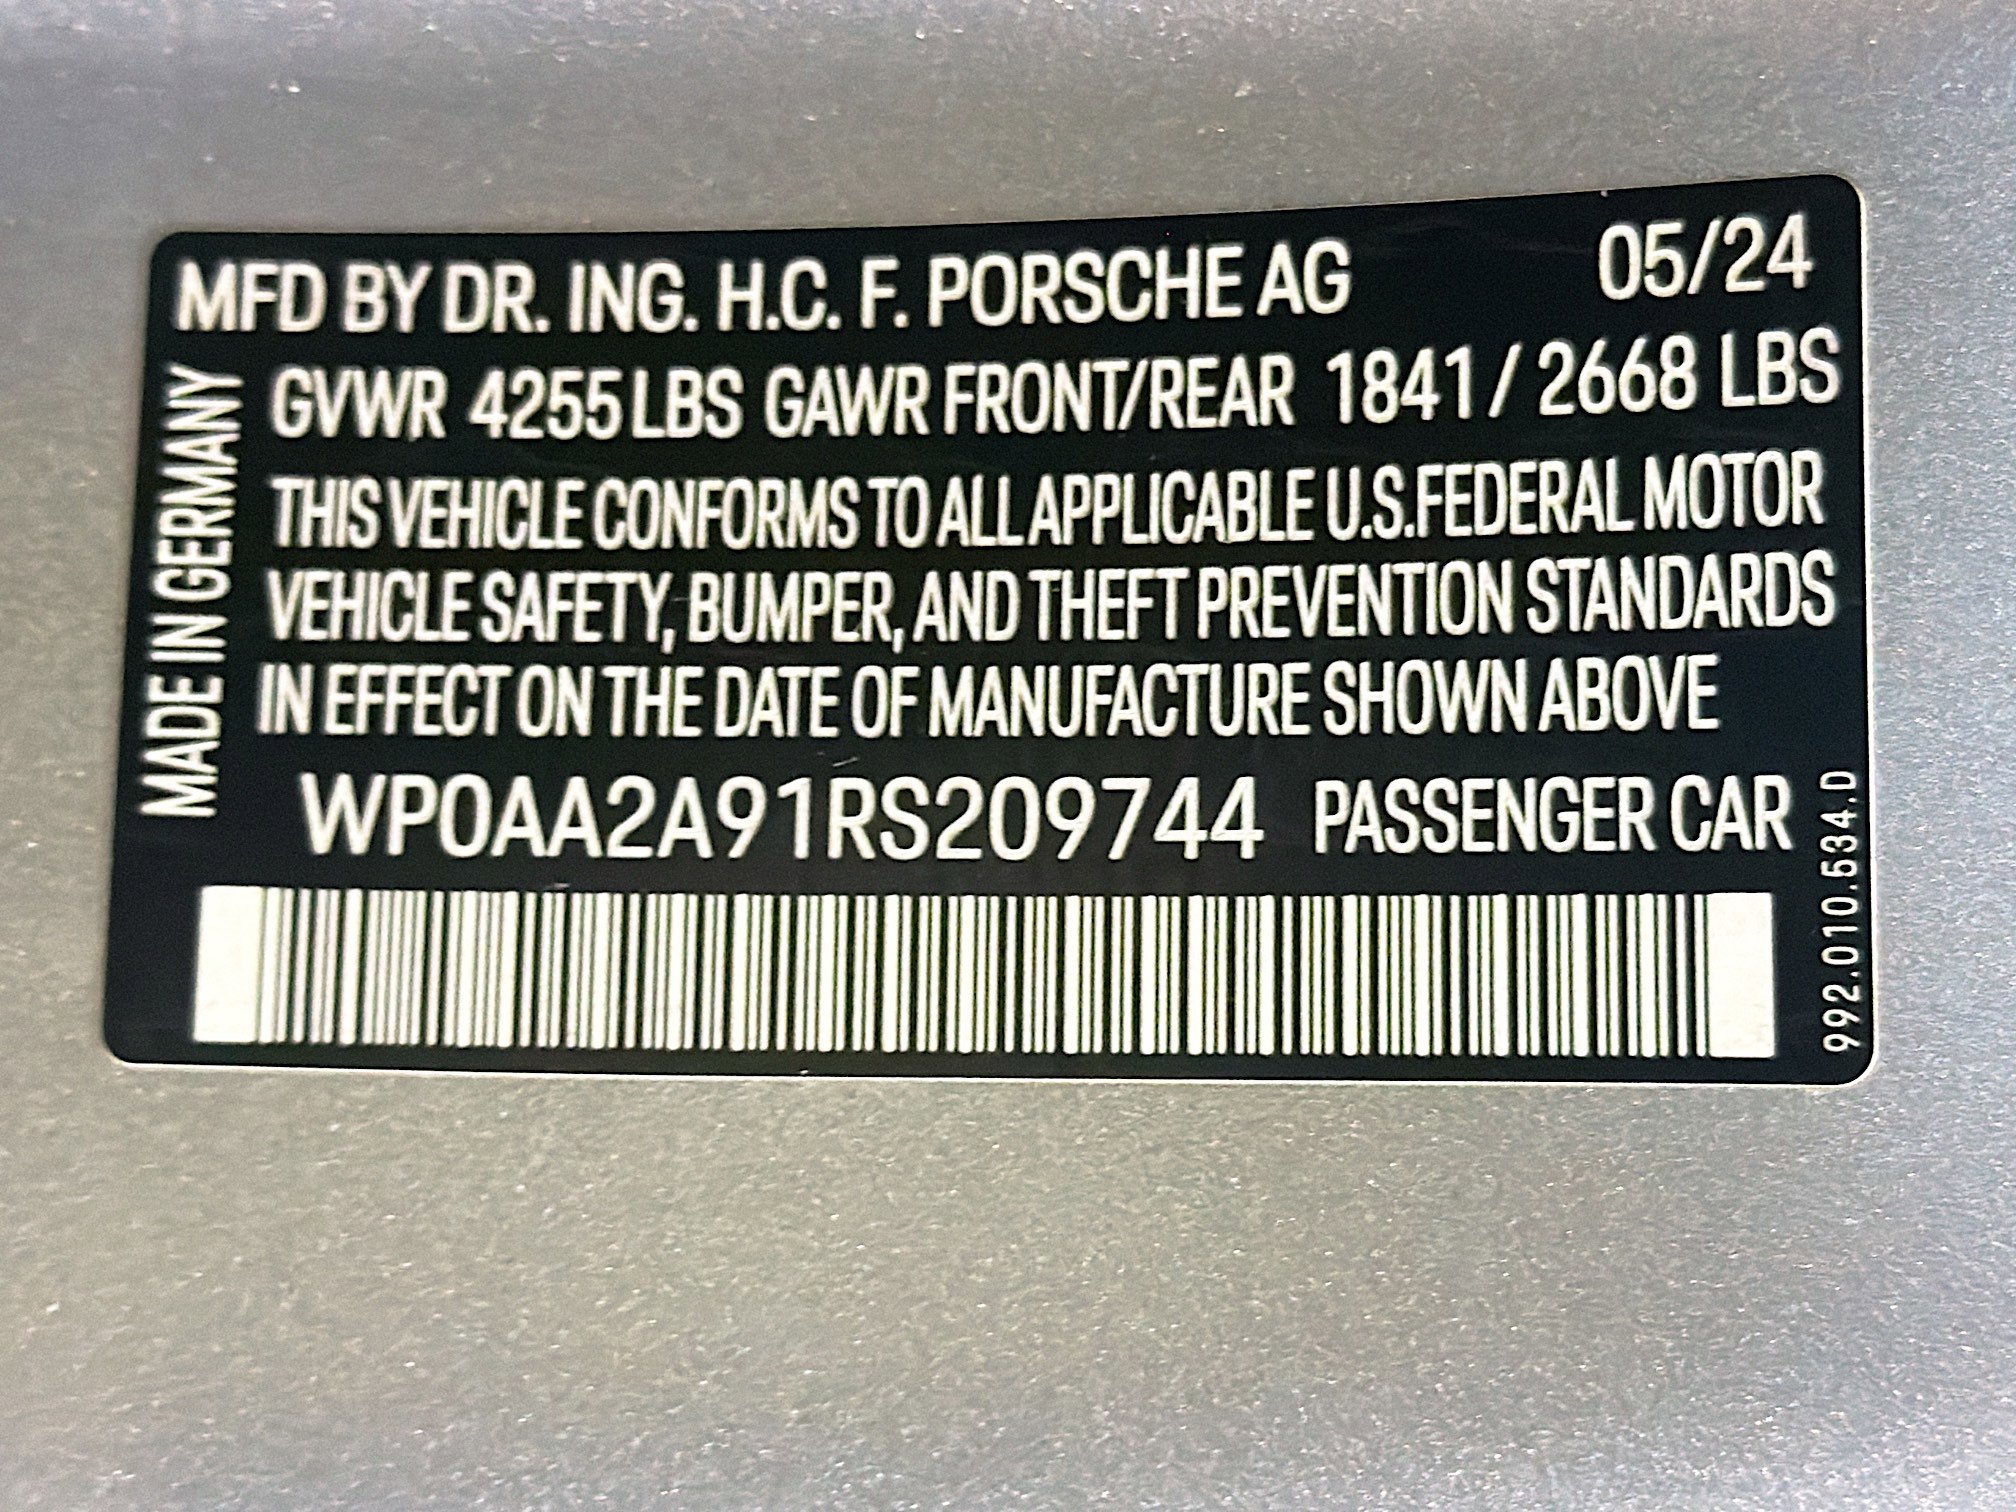 MFD BY DR. ING. H.C. F. PORSCHE AG 05/24
GVWR 4255 LBS GAWR FRONT/REAR 1841 / 2668 LBS
THIS VEHICLE CONFORMS TO ALL APPLICABLE U.S. FEDERAL MOTOR
VEHICLE SAFETY, BUMPER, AND THEFT PREVENTION STANDARDS
IN EFFECT ON THE DATE OF MANUFACTURE SHOWN ABOVE
WP0AA2A91RS209744 PASSENGER CAR
MADE IN GERMANY
992.010.534.D